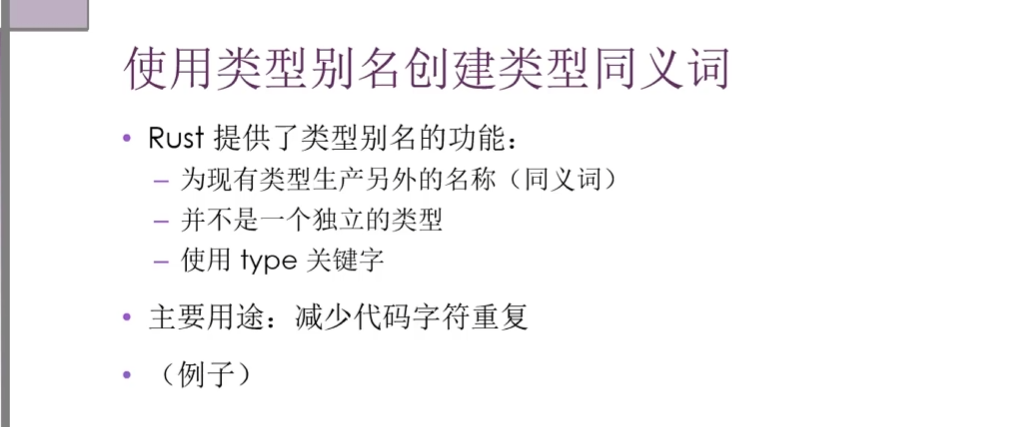 使用类型别名创建类型同义词
• Rust 提供了类型别名的功能：
– 为现有类型生产另外的名称（同义词）
– 并不是一个独立的类型
– 使用 type 关键字
• 主要用途：减少代码字符重复
• （例子）